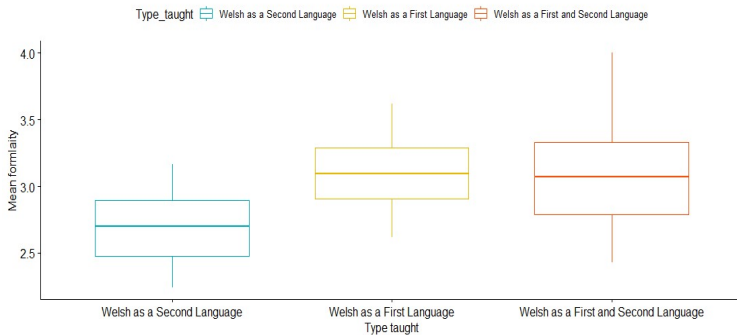 Type_taught Welsh as a Second Language Welsh as a First Language Welsh as a First and Second Language
4.0
3.5
3.0
2.5
Mean formlaity
Welsh as a Second Language Welsh as a First Language Welsh as a First and Second Language
Type taught